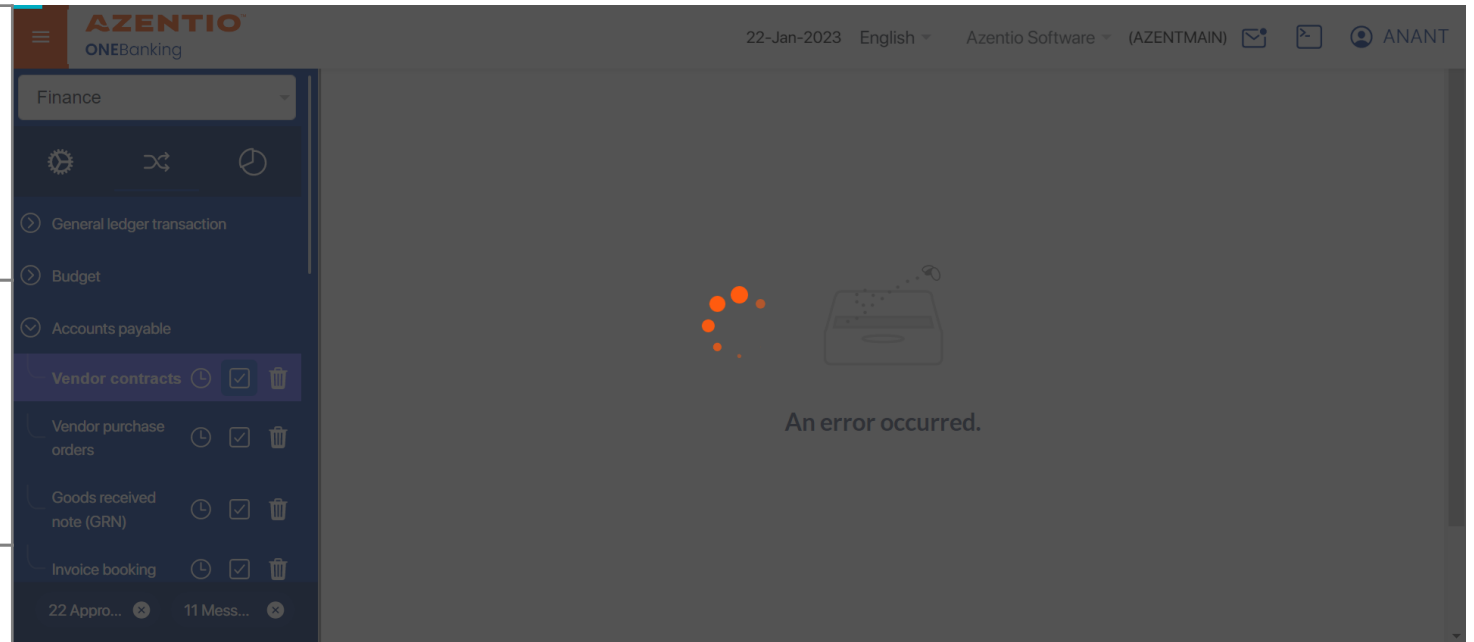 AZENTIO
ONEBanking
22-Jan-2023 English Azentio Software (AZENTMAIN) ANANT
Finance
General ledger transaction
Budget
Accounts payable
Vendor contracts
Vendor purchase
orders
Goods received
note (GRN)
Invoice booking
22 Appro... 11 Mess...
An error occurred.